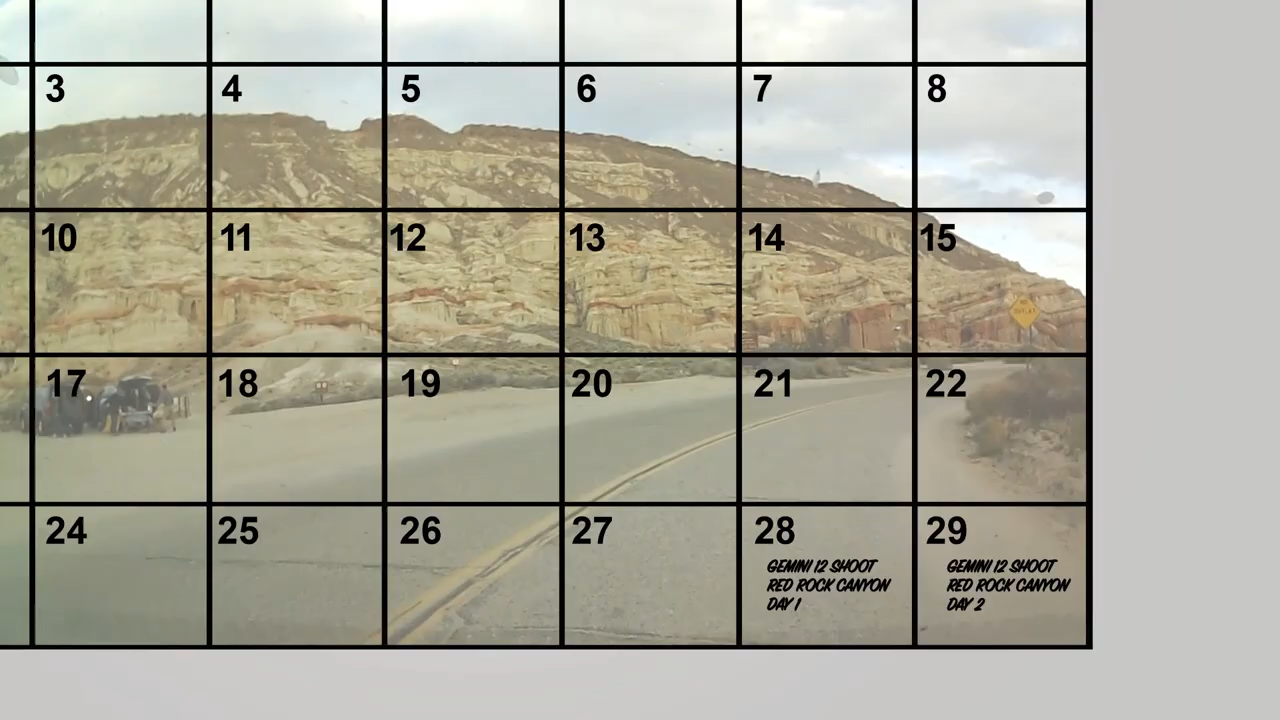 3 4 5 6 7 8
10 11 12 13 14 15
17 18 19 20 21 22
24 25 26 27 28 29
GEMINI 12 SHOOT
RED ROCK CANYON
DAY 1
GEMINI 12 SHOOT
RED ROCK CANYON
DAY 2